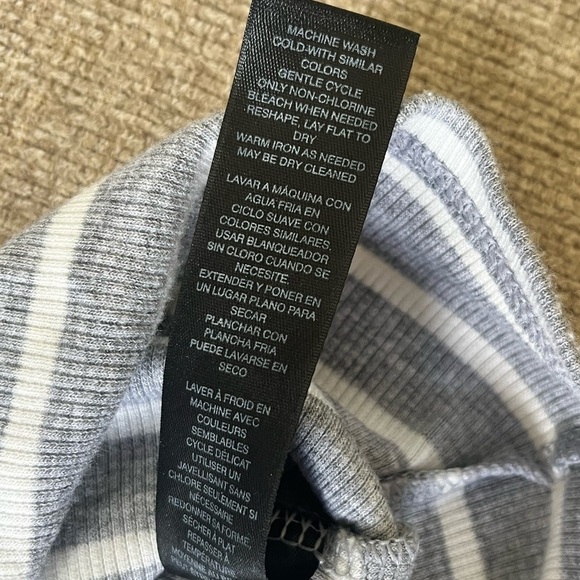 MACHINE WASH
COLD-WITH SIMILAR
COLORS
GENTLE CYCLE
ONLY NON-CHLORINE
BLEACH WHEN NEEDED
RESHAPE, LAY FLAT TO
DRY
WARM IRON AS NEEDED
MAY BE DRY CLEANED
LAVAR A MÁQUINA CON
AGUA FRIA EN
CICLO SUAVE CON
COLORES SIMILARES.
USAR BLANQUEADOR
SIN CLORO CUANDO SE
NECESITE.
EXTENDER Y PONER EN
UN LUGAR PLANO PARA
SECAR
PLANCHAR CON
PLANCHA FRIA
PUEDE LAVARSE EN
SECO
LAVER À FROID EN
MACHINE AVEC
COULEURS
SEMBLABLES
CYCLE DÉLICAT
UTILISER UN
JAVELLISANT SANS
CHLORE SEULEMENT SI
NÉCESSAIRE
REDONNER SA FORME,
SÉCHER À PLAT
REPASSER À
TEMPÉRATURE